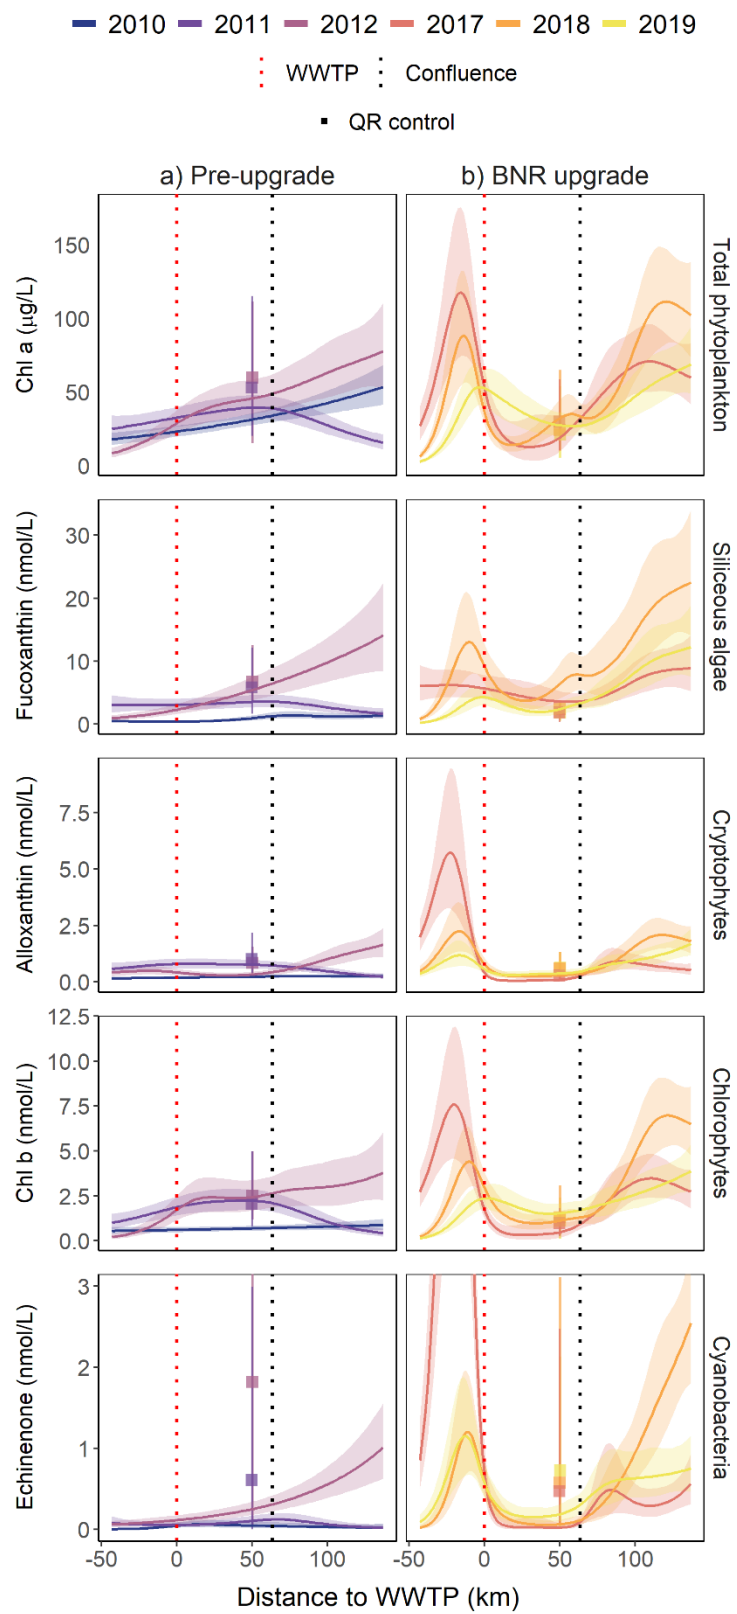 2010 2011 2012 2017 2018 2019
WWTP Confluence
QR control
a) Pre-upgrade b) BNR upgrade
Chl a (μg/L)
150
100
50
0
Total phytoplankton
Fucoxanthin (nmol/L)
30
20
10
0
Siliceous algae
Alloxanthin (nmol/L)
7.5
5.0
2.5
0.0
Cryptophytes
Chl b (nmol/L)
12.5
7.5
5.0
2.5
0.0
Chlorophytes
Echinenone (nmol/L)
3
2
1
0
Cyanobacteria
-50 0 50 100 -50 0 50 100
Distance to WWTP (km)